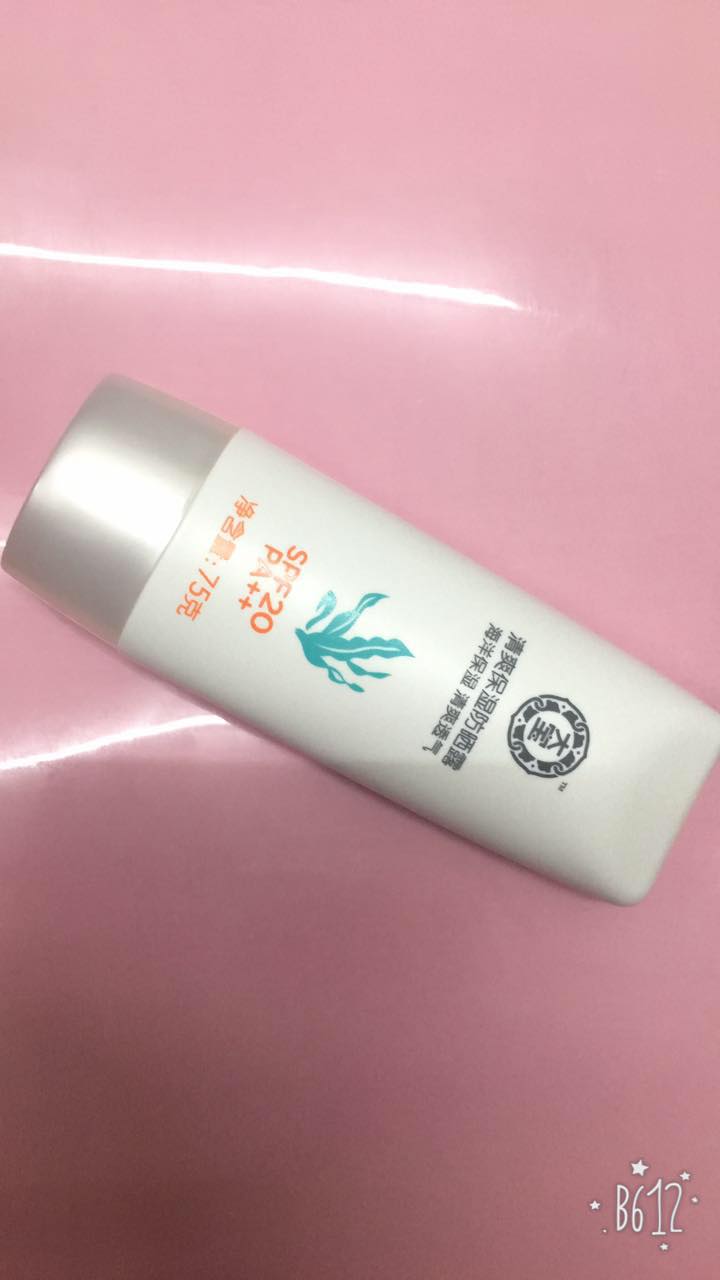 大宝
TM
清爽保湿防晒露
海洋保湿 清爽透气
SPF20
PA++
净含量:75克
B612